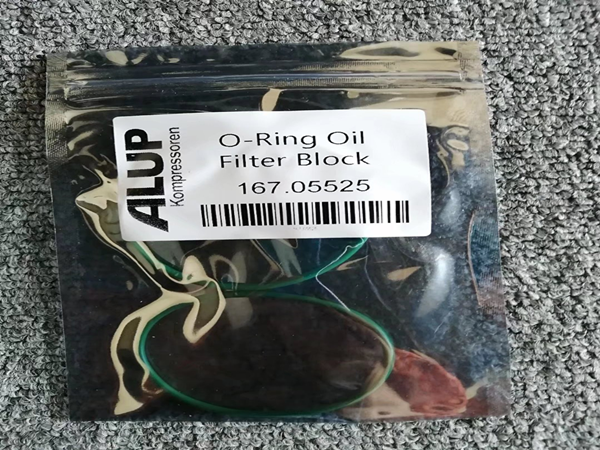 ALUP
Kompressoren
O-Ring Oil
Filter Block
167.05525